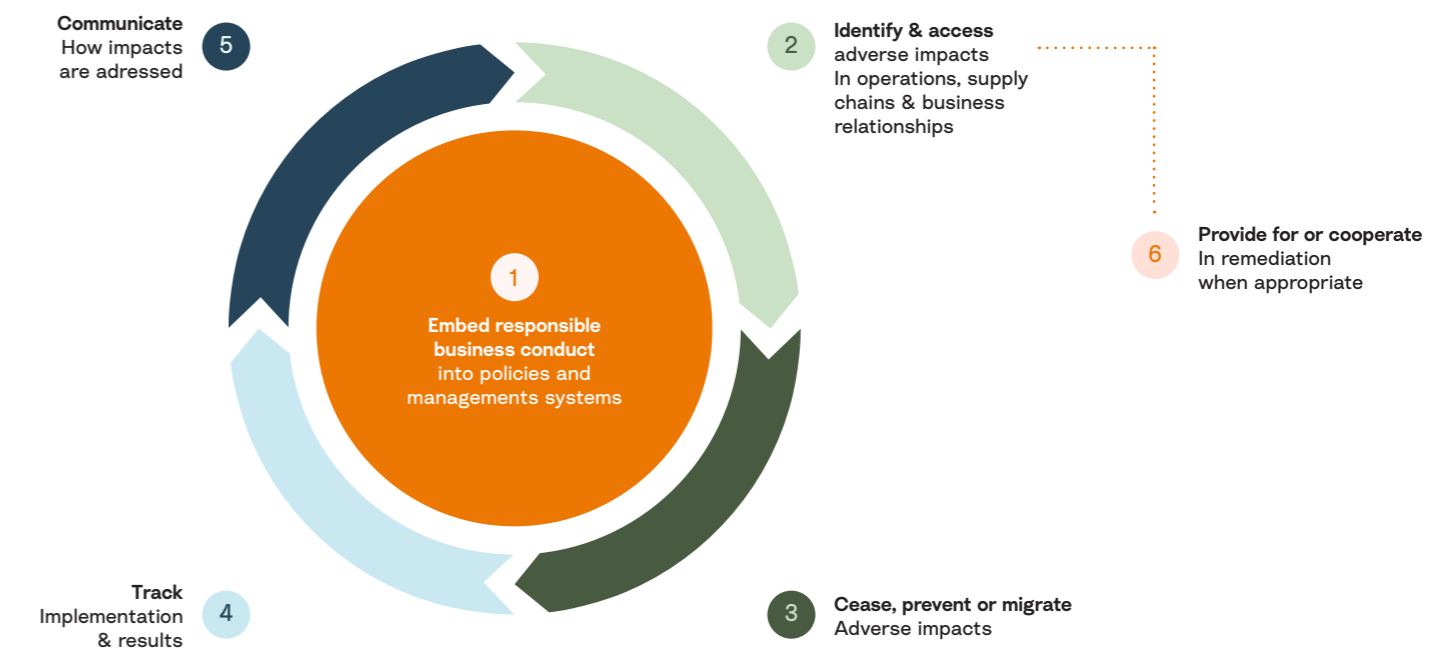 Communicate
How impacts
are adressed
5
2
Identify & access
adverse impacts
In operations, supply
chains & business
relationships
6
Provide for or cooperate
In remediation
when appropriate
1
Embed responsible
business conduct
into policies and
managements systems
Track
Implementation
& results
4
3
Cease, prevent or migrate
Adverse impacts